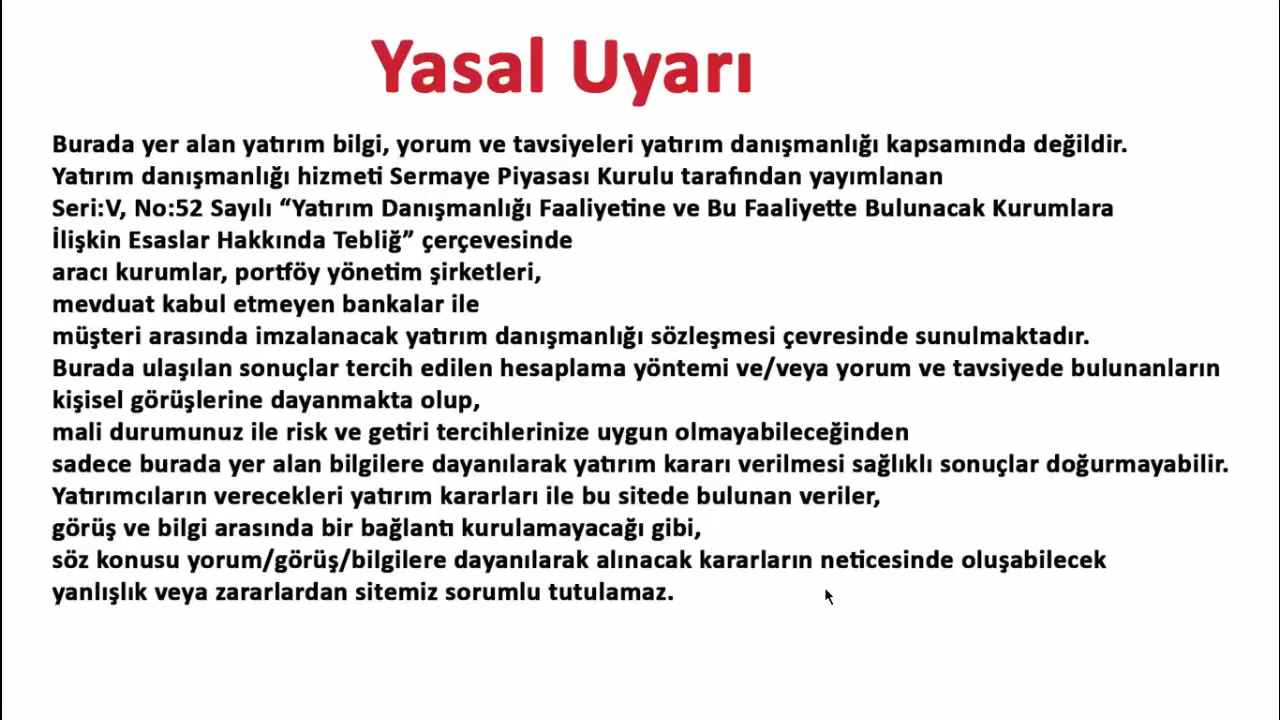 Yasal Uyarı
Burada yer alan yatırım bilgi, yorum ve tavsiyeleri yatırım danışmanlığı kapsamında değildir.
Yatırım danışmanlığı hizmeti Sermaye Piyasası Kurulu tarafından yayımlanan
Seri:V, No:52 Sayılı “Yatırım Danışmanlığı Faaliyetine ve Bu Faaliyette Bulunacak Kurumlara
İlişkin Esaslar Hakkında Tebliğ” çerçevesinde
aracı kurumlar, portföy yönetim şirketleri,
mevduat kabul etmeyen bankalar ile
müşteri arasında imzalanacak yatırım danışmanlığı sözleşmesi çevresinde sunulmaktadır.
Burada ulaşılan sonuçlar tercih edilen hesaplama yöntemi ve/veya yorum ve tavsiyede bulunanların
kişisel görüşlerine dayanmakta olup,
mali durumunuz ile risk ve getiri tercihlerinize uygun olmayabileceğinden
sadece burada yer alan bilgilere dayanılarak yatırım kararı verilmesi sağlıklı sonuçlar doğurmayabilir.
Yatırımcıların verecekleri yatırım kararları ile bu sitede bulunan veriler,
görüş ve bilgi arasında bir bağlantı kurulamayacağı gibi,
söz konusu yorum/görüş/bilgilere dayanılarak alınacak kararların neticesinde oluşabilecek
yanlışlık veya zararlardan sitemiz sorumlu tutulamaz.